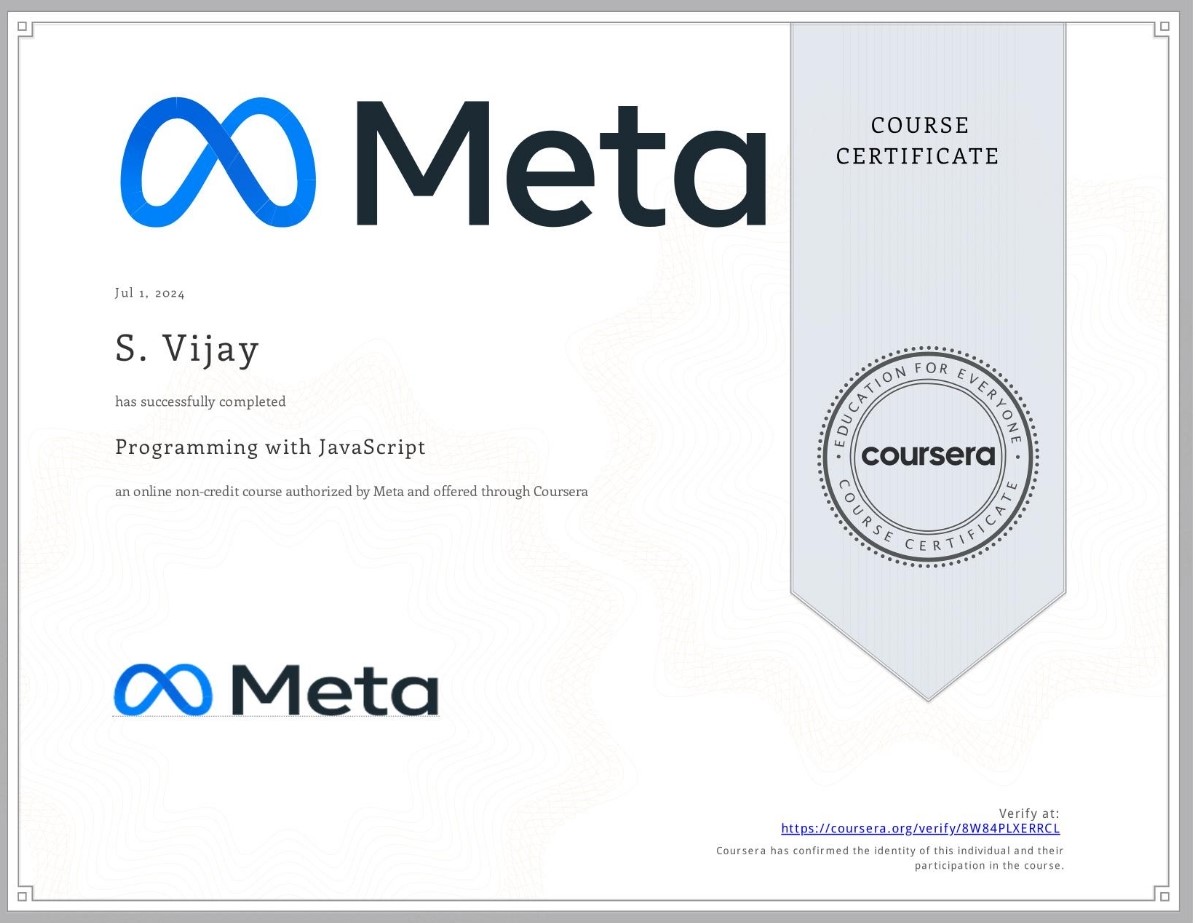 Meta
COURSE
CERTIFICATE
Jul 1, 2024
S. Vijay
has successfully completed
Programming with JavaScript
an online non-credit course authorized by Meta and offered through Coursera
EDUCATION FOR EVERYONE
coursera
COURSE CERTIFICATE
Meta
Verify at:
https://coursera.org/verify/8W84PLXERRCL
Coursera has confirmed the identity of this individual and their
participation in the course.